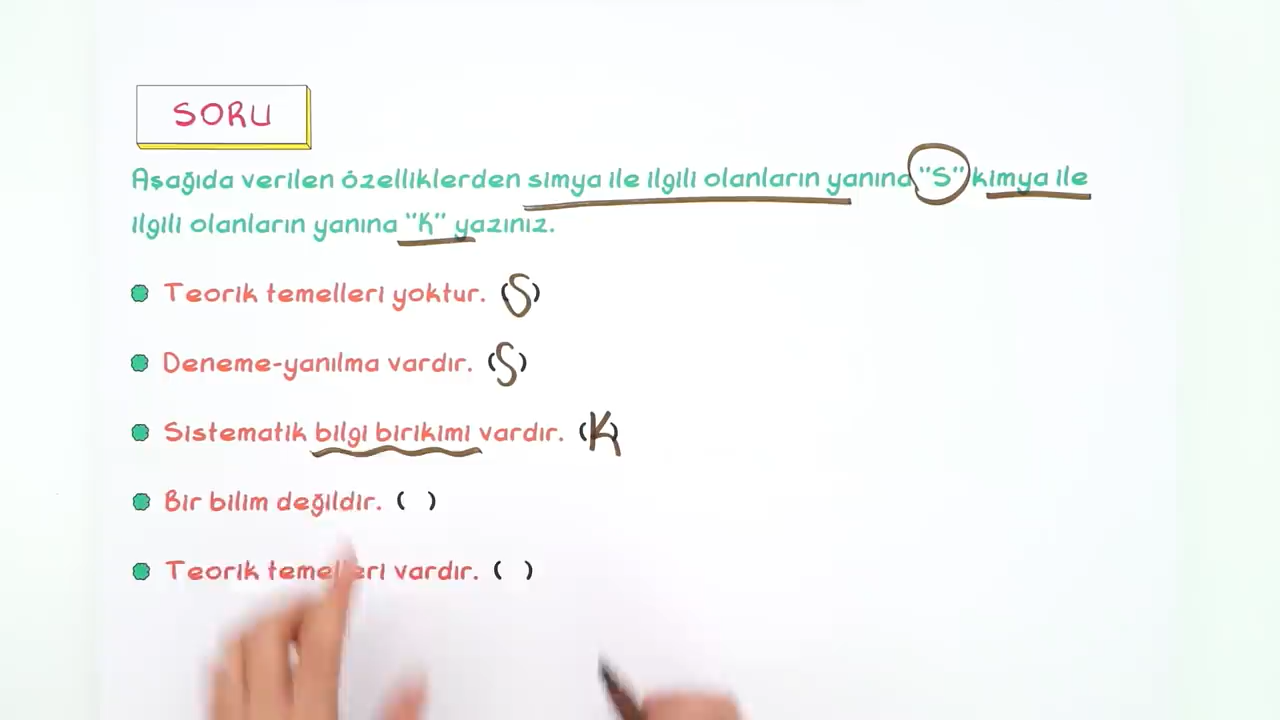 SORU
Aşağıda verilen özelliklerden simya ile ilgili olanların yanına "S" kimya ile
ilgili olanların yanına "K" yazınız.
Teorik temelleri yoktur. (S)
Deneme-yanılma vardır. (S)
Sistematik bilgi birikimi vardır. (K)
Bir bilim değildir. ( )
Teorik temelleri vardır. ( )